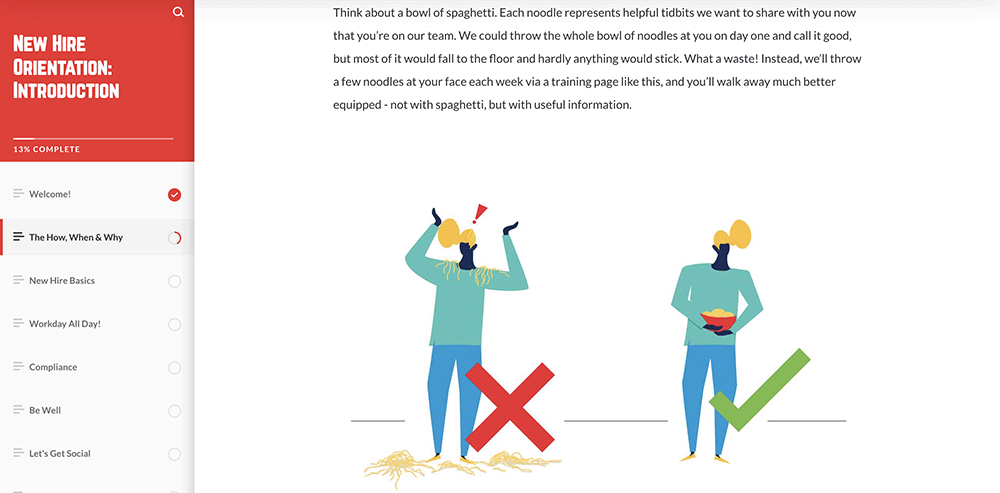 New Hire
Orientation:
Introduction
13% COMPLETE
Welcome!
The How, When & Why
New Hire Basics
Workday All Day!
Compliance
Be Well
Let's Get Social
Think about a bowl of spaghetti. Each noodle represents helpful tidbits we want to share with you now
that you’re on our team. We could throw the whole bowl of noodles at you on day one and call it good,
but most of it would fall to the floor and hardly anything would stick. What a waste! Instead, we’ll throw
a few noodles at your face each week via a training page like this, and you’ll walk away much better
equipped - not with spaghetti, but with useful information.